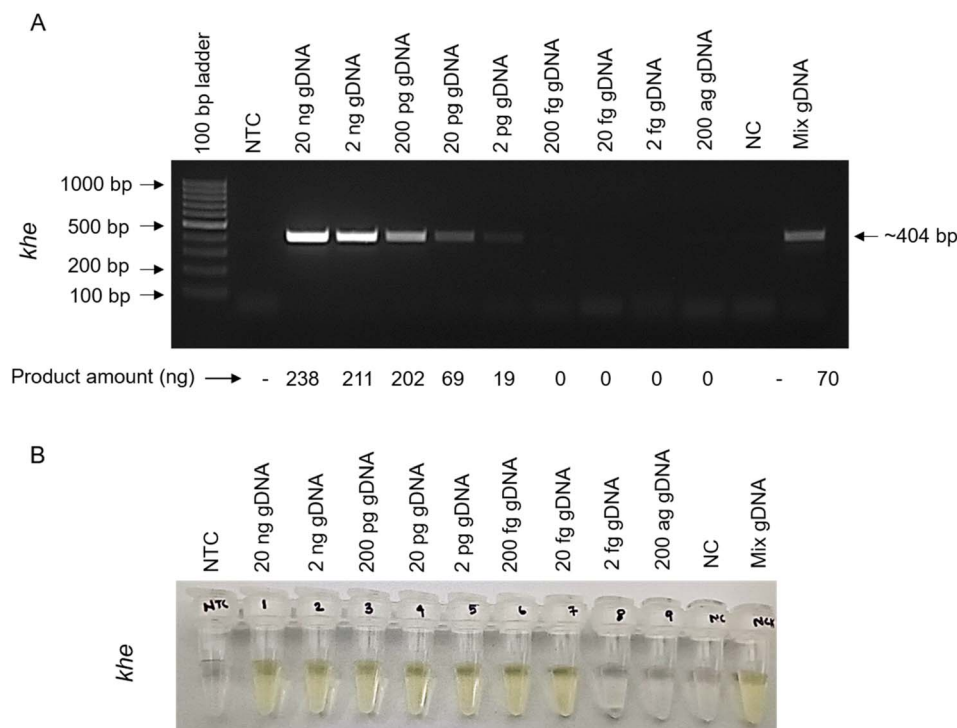 A
100 bp ladder
NTC
20 ng gDNA
2 ng gDNA
200 pg gDNA
20 pg gDNA
2 pg gDNA
200 fg gDNA
20 fg gDNA
2 fg gDNA
200 ag gDNA
NC
Mix gDNA
1000 bp
500 bp
200 bp
100 bp
khe
~404 bp
Product amount (ng) - 238 211 202 69 19 0 0 0 0 - 70
B
NTC
20 ng gDNA
2 ng gDNA
200 pg gDNA
20 pg gDNA
2 pg gDNA
200 fg gDNA
20 fg gDNA
2 fg gDNA
200 ag gDNA
NC
Mix gDNA
NTC 1 2 3 4 5 6 7 8 9 NC
khe